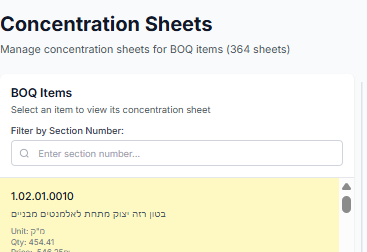 Concentration Sheets
Manage concentration sheets for BOQ items (364 sheets)
BOQ Items
Select an item to view its concentration sheet
Filter by Section Number:
Enter section number...
1.02.01.0010
בטון רזה יצוק מתחת לאלמנטים מבניים
Unit: מ"ק
Qty: 454.41